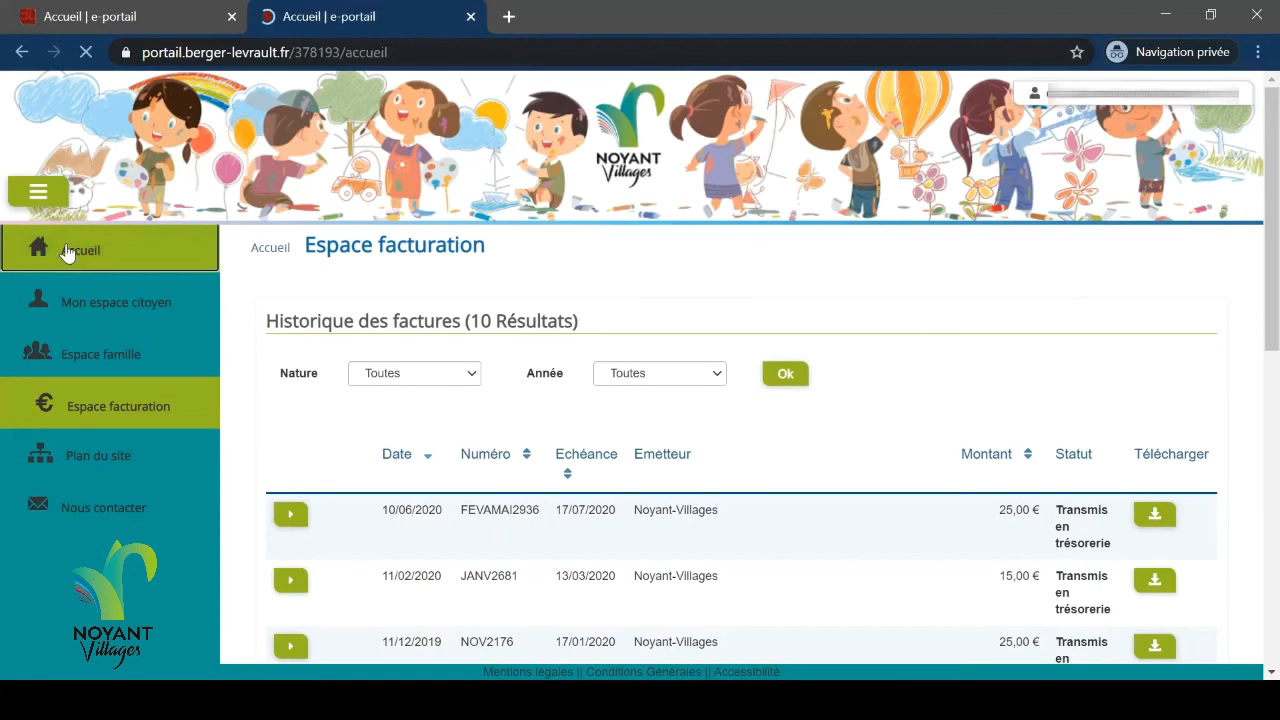 Accueil | e-portail
Accueil | e-portail
portail.berger-levrault.fr/378193/accueil
Navigation privée
NOYANT
Villages
Accueil
Mon espace citoyen
Espace famille
Espace facturation
Plan du site
Nous contacter
NOYANT
Villages
Accueil Espace facturation
Historique des factures (10 Résultats)
Nature Toutes Année Toutes Ok
Date Numéro Echéance Emetteur Montant Statut Télécharger
10/06/2020 FEVAMAI2936 17/07/2020 Noyant-Villages 25,00 € Transmis
en
trésorerie
11/02/2020 JANV2681 13/03/2020 Noyant-Villages 15,00 € Transmis
en
trésorerie
11/12/2019 NOV2176 17/01/2020 Noyant-Villages 25,00 € Transmis
en
Mentions légales || Conditions Générales || Accessibilité